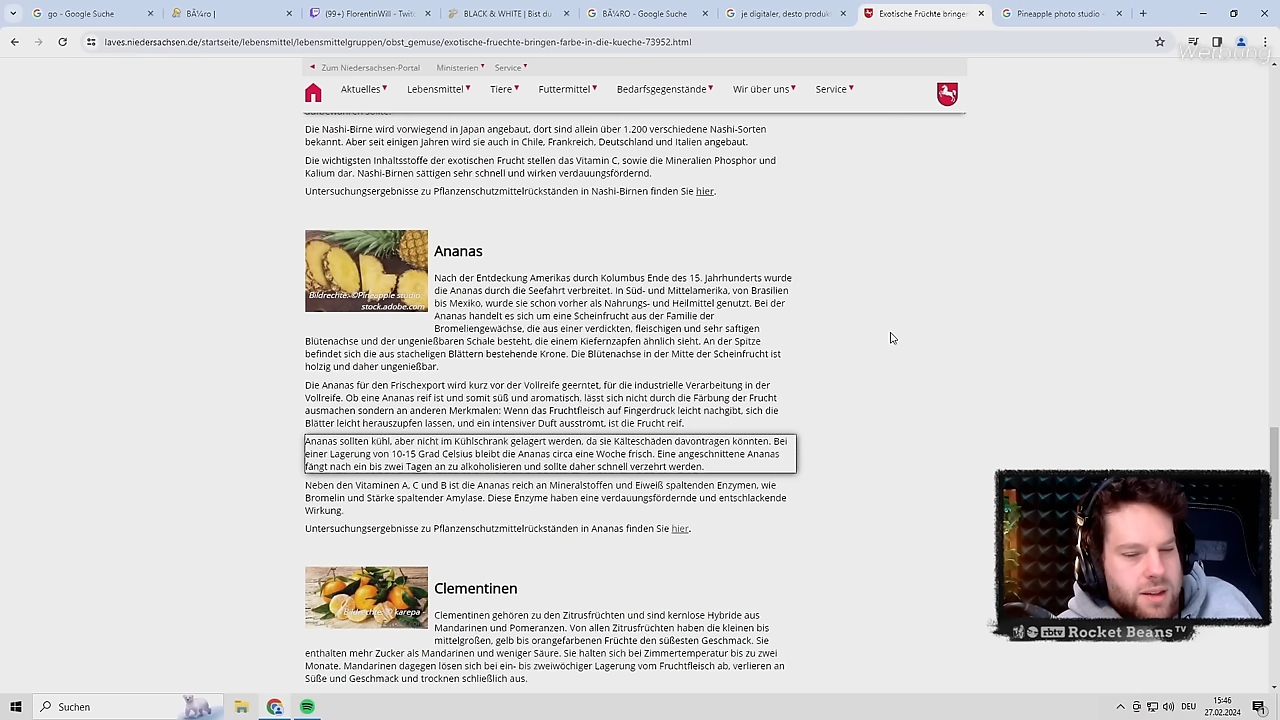 go - Google Suche
BÃ¼ro |
(99+) FlorentinWill - Twitc
BLACK & WHITE | Bist du
BÜRO - Google Suche
je digitaler, desto produkti
Exotische Früchte bringen
Pineapple photo studio
laves.niedersachsen.de/startseite/lebensmittel/lebensmittelgruppen/obst_gemuse/exotische-fruechte-bringen-farbe-in-die-kueche-73952.html
Werbung
Zum Niedersachsen-Portal Ministerien Service
Aktuelles Lebensmittel Tiere Futtermittel Bedarfsgegenstände Wir über uns Service
Die Nashi-Birne wird vorwiegend in Japan angebaut, dort sind allein über 1.200 verschiedene Nashi-Sorten
bekannt. Aber seit einigen Jahren wird sie auch in Chile, Frankreich, Deutschland und Italien angebaut.
Die wichtigsten Inhaltsstoffe der exotischen Frucht stellen das Vitamin C, sowie die Mineralien Phosphor und
Kalium dar. Nashi-Birnen sättigen sehr schnell und wirken verdauungsfördernd.
Untersuchungsergebnisse zu Pflanzenschutzmittelrückständen in Nashi-Birnen finden Sie hier.
Bildrechte: ©Pineapple studio -
stock.adobe.com
Ananas
Nach der Entdeckung Amerikas durch Kolumbus Ende des 15. Jahrhunderts wurde
die Ananas durch die Seefahrt verbreitet. In Süd- und Mittelamerika, von Brasilien
bis Mexiko, wurde sie schon vorher als Nahrungs- und Heilmittel genutzt. Bei der
Ananas handelt es sich um eine Scheinfrucht aus der Familie der
Bromeliengewächse, die aus einer verdickten, fleischigen und sehr saftigen
Blütenachse und der ungenießbaren Schale besteht, die einem Kiefernzapfen ähnlich sieht. An der Spitze
befindet sich die aus stacheligen Blättern bestehende Krone. Die Blütenachse in der Mitte der Scheinfrucht ist
holzig und daher ungenießbar.
Die Ananas für den Frischexport wird kurz vor der Vollreife geerntet, für die industrielle Verarbeitung in der
Vollreife. Ob eine Ananas reif ist und somit süß und aromatisch, lässt sich nicht durch die Färbung der Frucht
ausmachen sondern an anderen Merkmalen: Wenn das Fruchtfleisch auf Fingerdruck leicht nachgibt, sich die
Blätter leicht herauszupfen lassen, und ein intensiver Duft ausströmt, ist die Frucht reif.
Ananas sollten kühl, aber nicht im Kühlschrank gelagert werden, da sie Kälteschäden davontragen könnten. Bei
einer Lagerung von 10-15 Grad Celsius bleibt die Ananas circa eine Woche frisch. Eine angeschnittene Ananas
fängt nach ein bis zwei Tagen an zu alkoholisieren und sollte daher schnell verzehrt werden.
Neben den Vitaminen A, C und B ist die Ananas reich an Mineralstoffen und Eiweiß spaltenden Enzymen, wie
Bromelin und Stärke spaltender Amylase. Diese Enzyme haben eine verdauungsfördernde und entschlackende
Wirkung.
Untersuchungsergebnisse zu Pflanzenschutzmittelrückständen in Ananas finden Sie hier.
Bildrechte: © karepa -
Clementinen
Clementinen gehören zu den Zitrusfrüchten und sind kernlose Hybride aus
Mandarinen und Pomeranzen. Von allen Zitrusfrüchten haben die kleinen bis
mittelgroßen, gelb bis orangefarbenen Früchte den süßesten Geschmack. Sie
enthalten mehr Zucker als Mandarinen und weniger Säure. Sie halten sich bei Zimmertemperatur bis zu zwei
Monate. Mandarinen dagegen lösen sich bei ein- bis zweiwöchiger Lagerung vom Fruchtfleisch ab, verlieren an
Süße und Geschmack und trocknen schließlich aus.
rbtv Rocket Beans TV
Suchen
DEU
15:46
27.02.2024